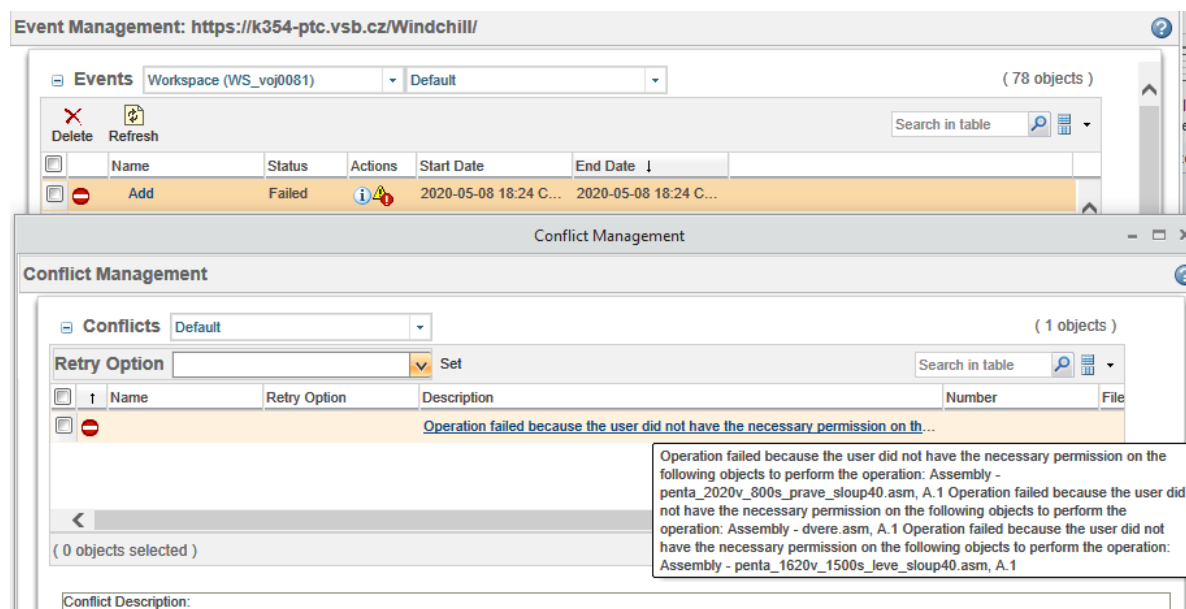 Event Management: https://k354-ptc.vsb.cz/Windchill/
Events Workspace (WS_voj0081) Default ( 78 objects )
Delete Refresh Search in table
Name Status Actions Start Date End Date ↓
Add Failed 2020-05-08 18:24 C... 2020-05-08 18:24 C...
Conflict Management
Conflict Management
Conflicts Default ( 1 objects )
Retry Option Set Search in table
↑ Name Retry Option Description Number File
Operation failed because the user did not have the necessary permission on th...
Operation failed because the user did not have the necessary permission on the
following objects to perform the operation: Assembly -
penta_2020v_800s_prave_sloup40.asm, A.1 Operation failed because the user did
not have the necessary permission on the following objects to perform the
operation: Assembly - dvere.asm, A.1 Operation failed because the user did not
have the necessary permission on the following objects to perform the operation:
Assembly - penta_1620v_1500s_leve_sloup40.asm, A.1
( 0 objects selected )
Conflict Description: